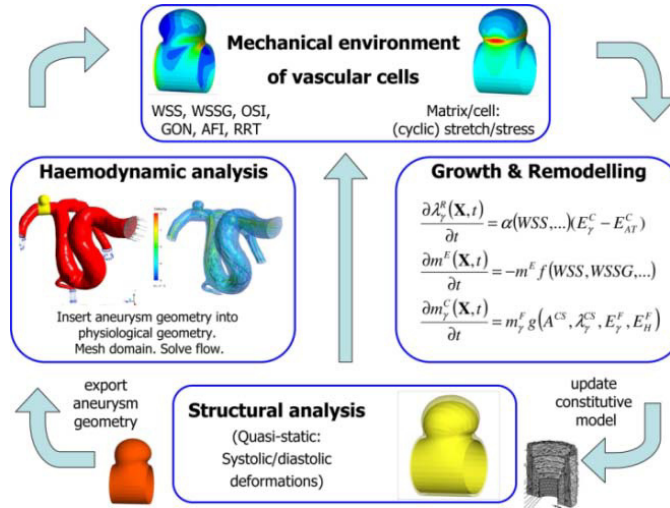 Mechanical environment
of vascular cells
WSS, WSSG, OSI,
GON, AFI, RRT
Matrix/cell:
(cyclic) stretch/stress
Haemodynamic analysis
Insert aneurysm geometry into
physiological geometry.
Mesh domain. Solve flow.
Growth & Remodelling
∂λ_γ^R(X,t)/∂t = α(WSS,...)(E_γ^C − E_AT^C)
∂m^E(X,t)/∂t = −m^E f(WSS,WSSG,...)
∂m_γ^C(X,t)/∂t = m_γ^F g(A^CS, λ_γ^CS, E_γ^F, E_H^F)
export
aneurysm
geometry
Structural analysis
(Quasi-static:
Systolic/diastolic
deformations)
update
constitutive
model